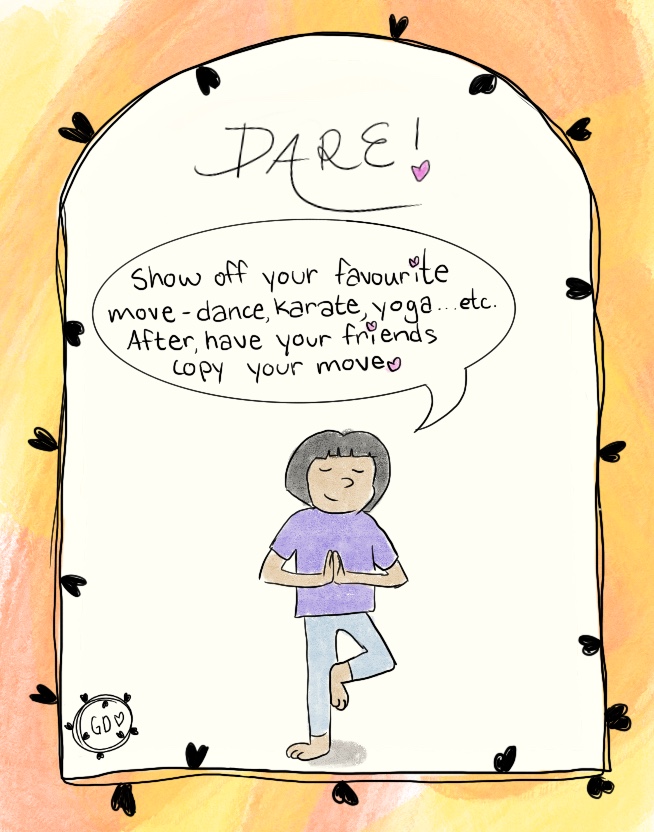 DARE!
Show off your favourite
move - dance, karate, yoga...etc.
After, have your friends
copy your move
GD